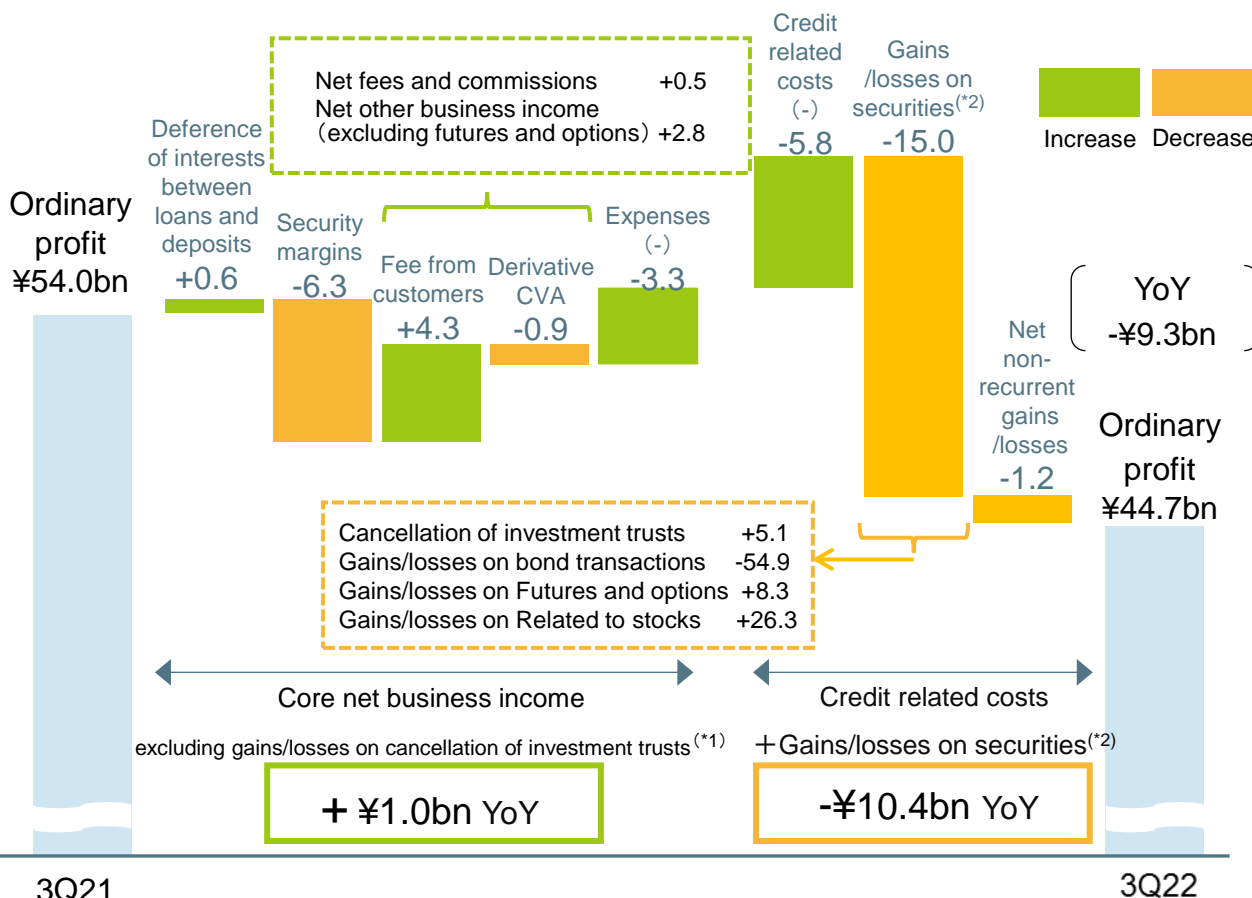 Ordinary
profit
¥54.0bn
Deference
of interests
between
loans and
deposits
+0.6
Security
margins
-6.3
Net fees and commissions +0.5
Net other business income
（excluding futures and options）+2.8
Fee from
customers
+4.3
Derivative
CVA
-0.9
Expenses
（-）
-3.3
Credit
related
costs
（-）
-5.8
Gains
/losses on
securities(*2)
-15.0
Increase Decrease
YoY
-¥9.3bn
Net
non-
recurrent
gains
/losses
-1.2
Ordinary
profit
¥44.7bn
Cancellation of investment trusts +5.1
Gains/losses on bond transactions -54.9
Gains/losses on Futures and options +8.3
Gains/losses on Related to stocks +26.3
Core net business income
excluding gains/losses on cancellation of investment trusts(*1)
+ ¥1.0bn YoY
Credit related costs
＋Gains/losses on securities(*2)
-¥10.4bn YoY
3Q21
3Q22